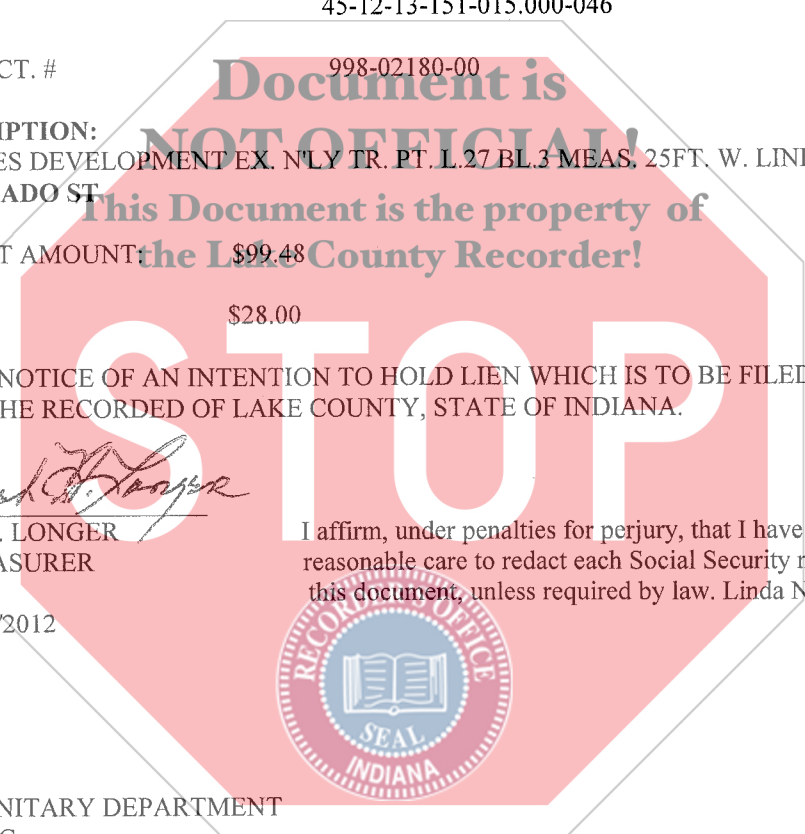 45-12-13-151-015.000-046
CT. # 998-02180-00
Document is
IPTION:
NOT OFFICIAL!
ES DEVELOPMENT EX. N'LY TR. PT. L.27 BL.3 MEAS. 25FT. W. LIN
ADO ST
This Document is the property of
T AMOUNT: $99.48
the Lake County Recorder!
$28.00
STOP
NOTICE OF AN INTENTION TO HOLD LIEN WHICH IS TO BE FILED
HE RECORDED OF LAKE COUNTY, STATE OF INDIANA.
H. Longer
. LONGER
ASURER
I affirm, under penalties for perjury, that I have
reasonable care to redact each Social Security
this document, unless required by law. Linda N
/2012
RECORDER'S OFFICE
SEAL
INDIANA
NITARY DEPARTMENT